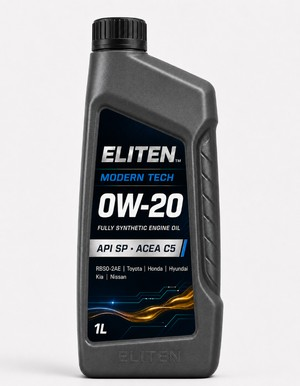 ELITEN™
MODERN TECH
0W-20
FULLY SYNTHETIC ENGINE OIL
API SP • ACEA C5
RBS0-2AE | Toyota | Honda | Hyundai
Kia | Nissan
1L
ELITEN